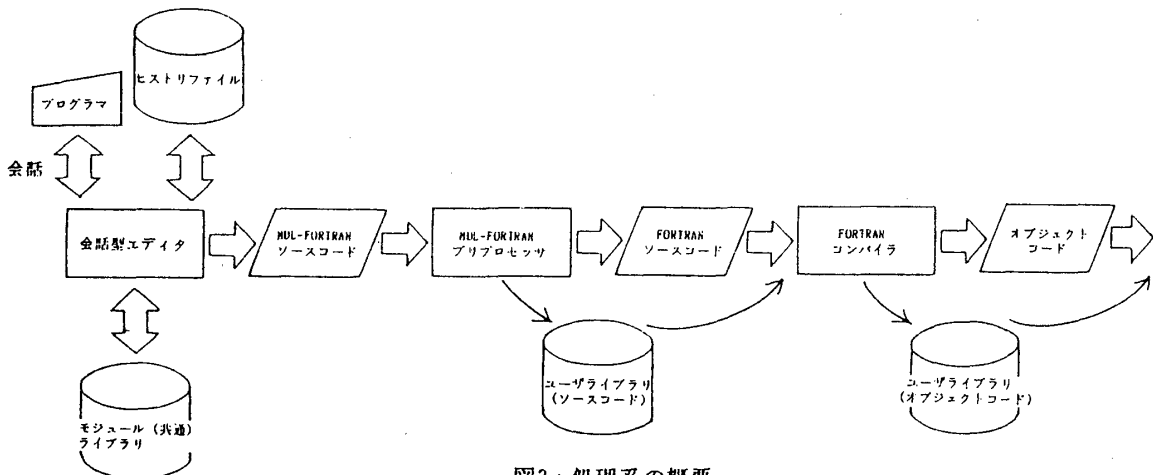 ヒストリファイル
プログラマ
会話
会話型エディタ
MDL-FORTRAN
ソースコード
MDL-FORTRAN
プリプロセッサ
FORTRAN
ソースコード
FORTRAN
コンパイラ
オブジェクト
コード
ユーザライブラリ
(ソースコード)
ユーザライブラリ
(オブジェクトコード)
モジュール (共通)
ライブラリ
図2:処理系の概要